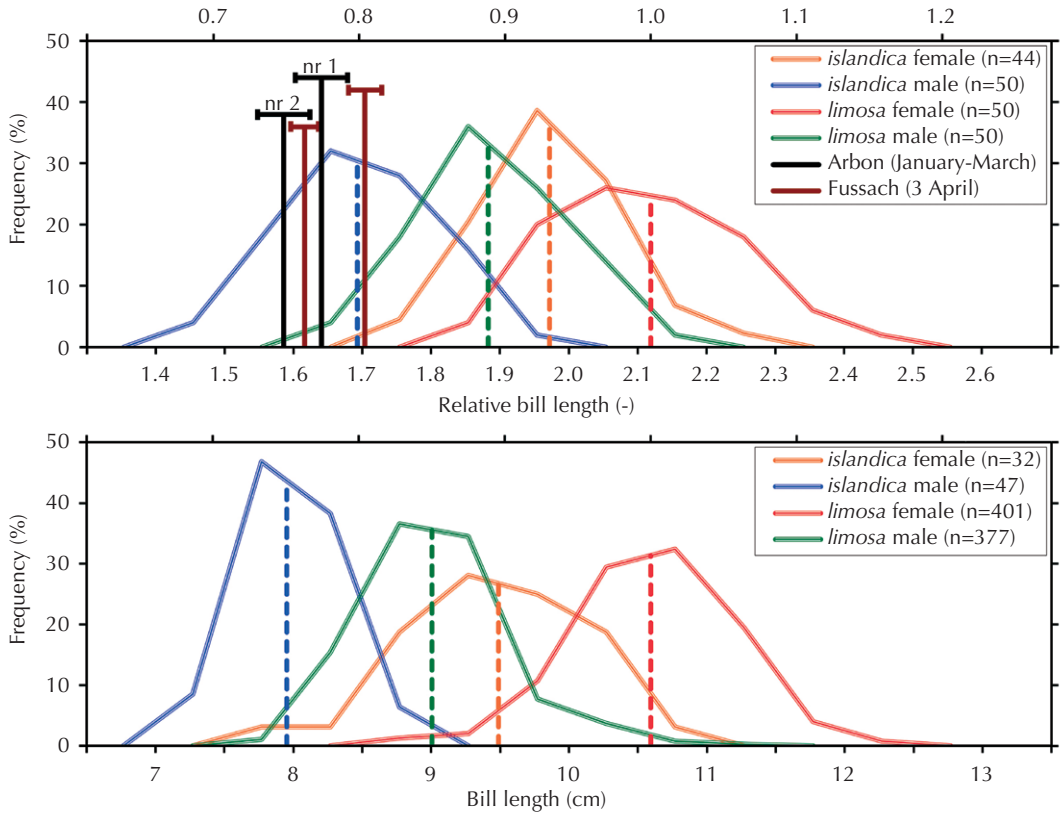 0.7 0.8 0.9 1.0 1.1 1.2
50
40
30
20
10
0
Frequency (%)
nr 1
nr 2
islandica female (n=44)
islandica male (n=50)
limosa female (n=50)
limosa male (n=50)
Arbon (January-March)
Fussach (3 April)
1.4 1.5 1.6 1.7 1.8 1.9 2.0 2.1 2.2 2.3 2.4 2.5 2.6
Relative bill length (-)
50
40
30
20
10
0
Frequency (%)
islandica female (n=32)
islandica male (n=47)
limosa female (n=401)
limosa male (n=377)
7 8 9 10 11 12 13
Bill length (cm)